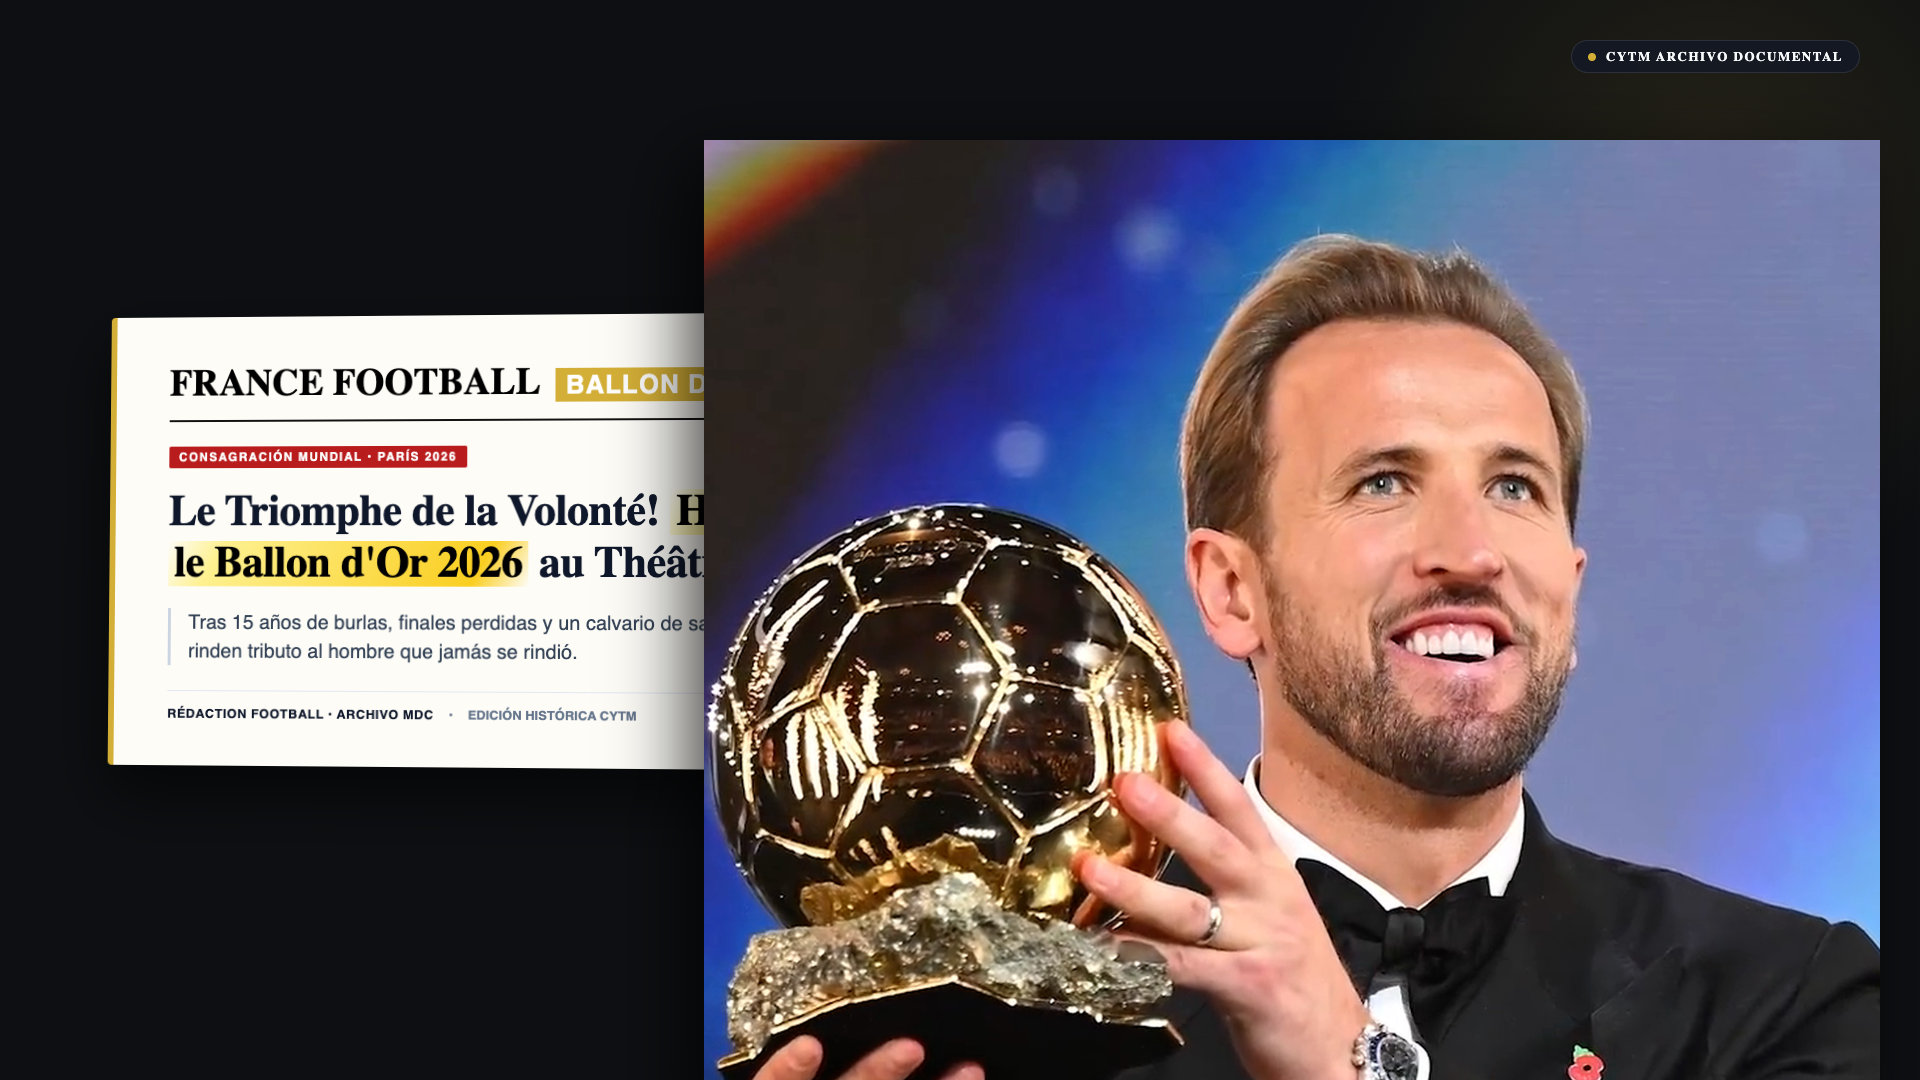 CYTM ARCHIVO DOCUMENTAL
FRANCE FOOTBALL BALLON D
CONSAGRACIÓN MUNDIAL · PARÍS 2026
Le Triomphe de la Volonté! H
le Ballon d'Or 2026 au Théât
Tras 15 años de burlas, finales perdidas y un calvario de sa
rinden tributo al hombre que jamás se rindió.
RÉDACTION FOOTBALL · ARCHIVO MDC · EDICIÓN HISTÓRICA CYTM